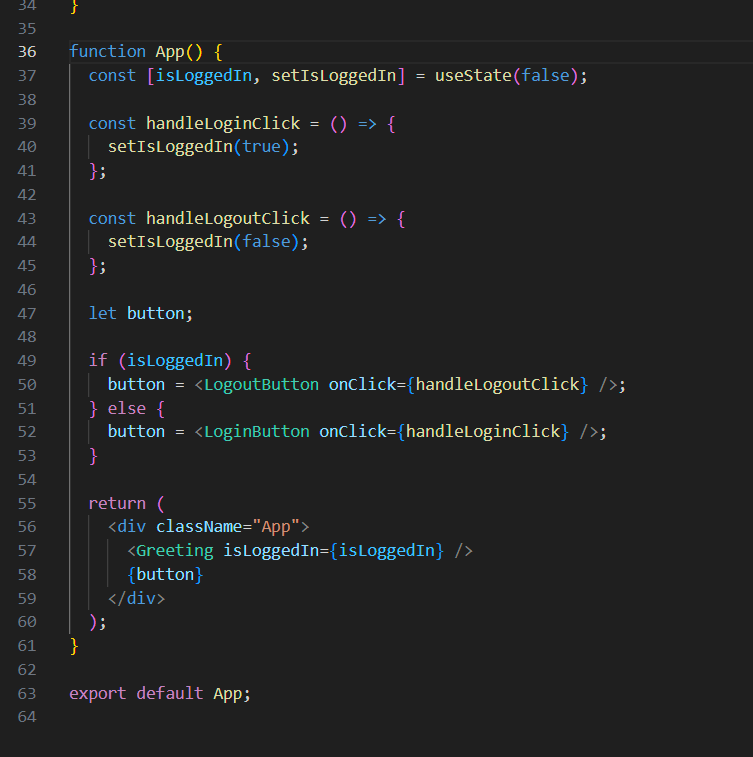 34 }
35
36 function App() {
37   const [isLoggedIn, setIsLoggedIn] = useState(false);
38
39   const handleLoginClick = () => {
40     setIsLoggedIn(true);
41   };
42
43   const handleLogoutClick = () => {
44     setIsLoggedIn(false);
45   };
46
47   let button;
48
49   if (isLoggedIn) {
50     button = <LogoutButton onClick={handleLogoutClick} />;
51   } else {
52     button = <LoginButton onClick={handleLoginClick} />;
53   }
54
55   return (
56     <div className="App">
57       <Greeting isLoggedIn={isLoggedIn} />
58       {button}
59     </div>
60   );
61 }
62
63 export default App;
64